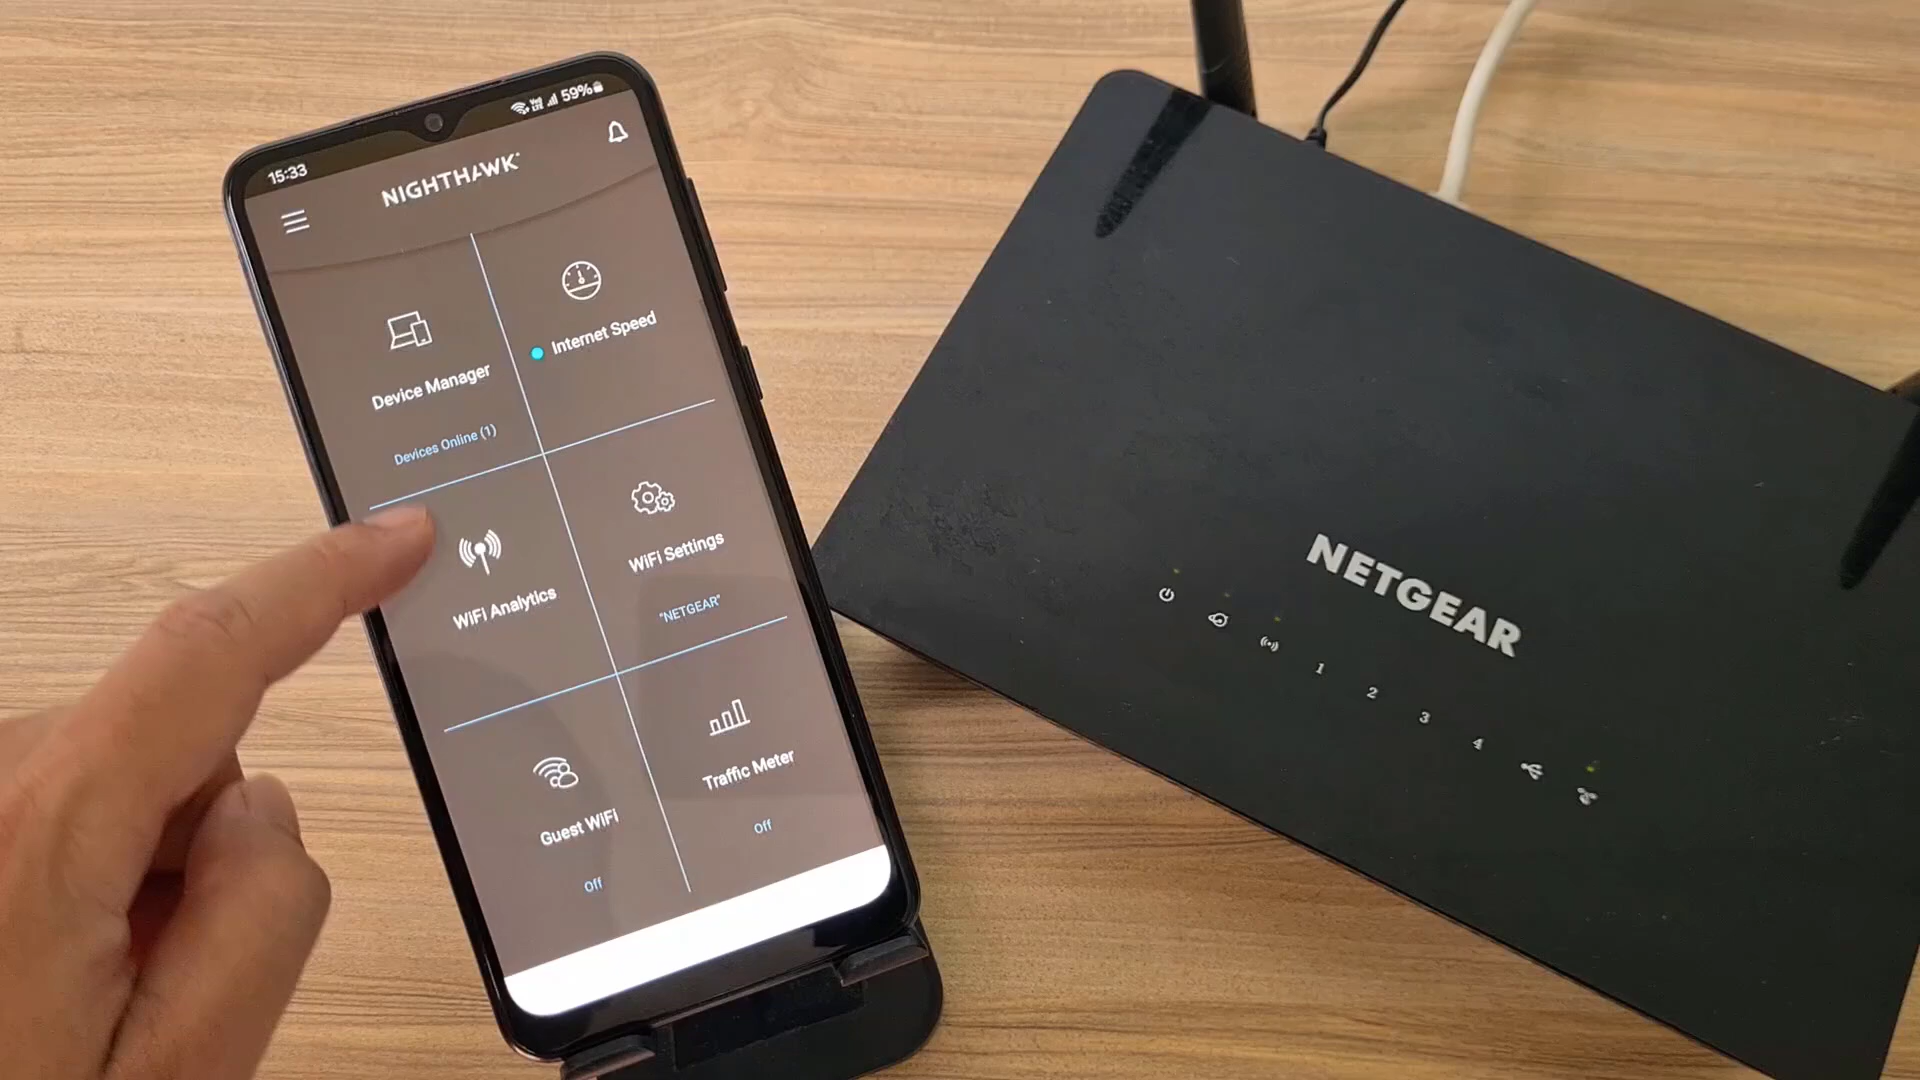 15:33
59%
NIGHTHAWK
Device Manager
Devices Online (1)
Internet Speed
WiFi Analytics
WiFi Settings
"NETGEAR"
Guest WiFi
Off
Traffic Meter
Off
NETGEAR
1
2
3
4